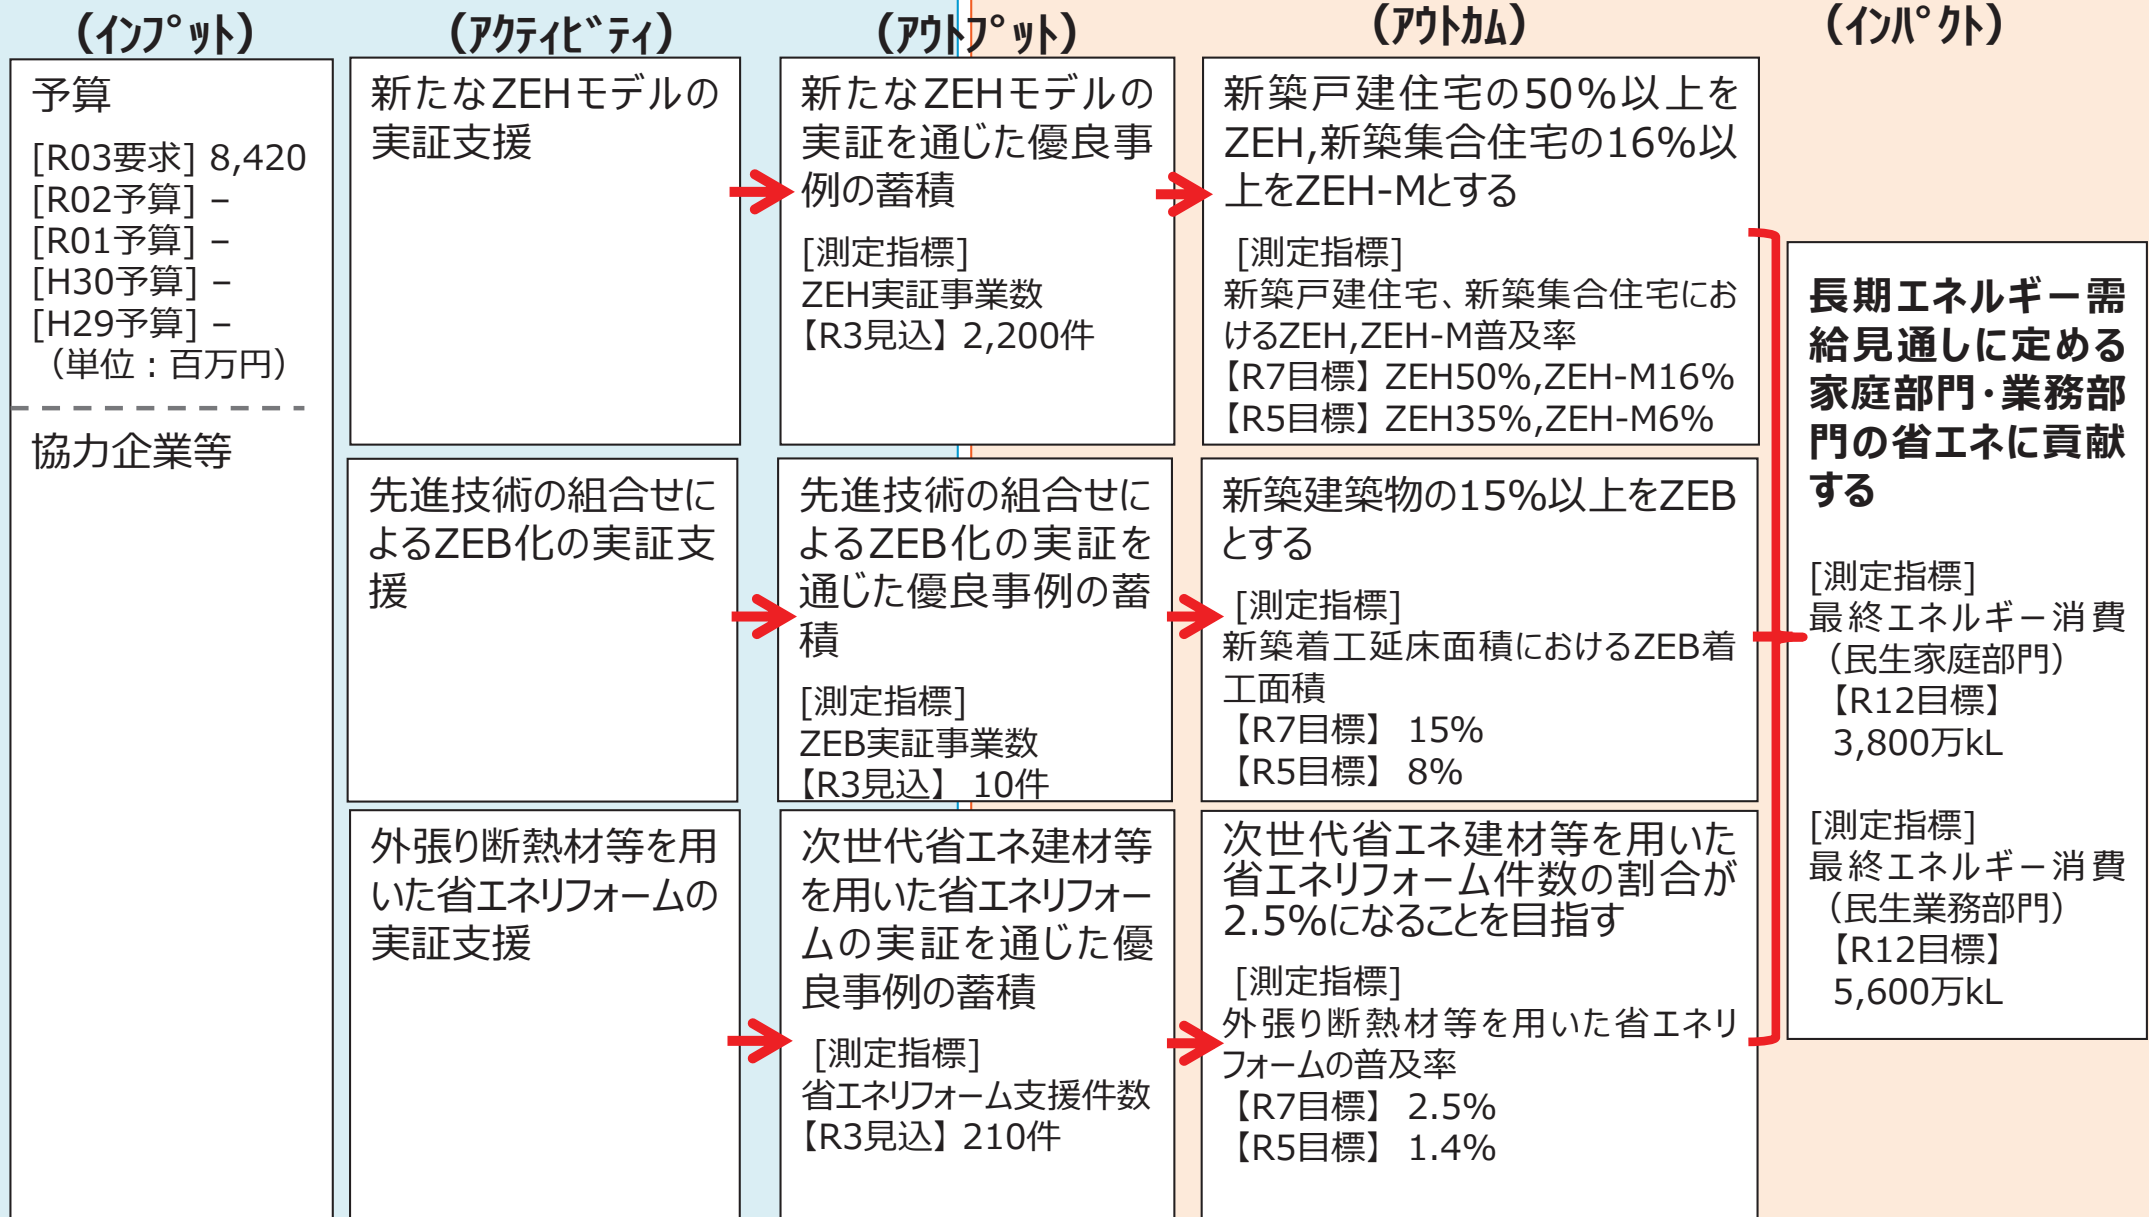 (ｲﾝﾌﾟｯﾄ)
(ｱｸﾃｨﾋﾞﾃｨ)
(ｱｳﾄﾌﾟｯﾄ)
(ｱｳﾄｶﾑ)
(ｲﾝﾊﾟｸﾄ)
予算
[R03要求] 8,420
[R02予算] –
[R01予算] –
[H30予算] –
[H29予算] –
（単位：百万円）
協力企業等
新たなZEHモデルの
実証支援
新たなZEHモデルの
実証を通じた優良事
例の蓄積
[測定指標]
ZEH実証事業数
【R3見込】2,200件
新築戸建住宅の50%以上を
ZEH,新築集合住宅の16%以
上をZEH-Mとする
[測定指標]
新築戸建住宅、新築集合住宅にお
けるZEH,ZEH-M普及率
【R7目標】ZEH50%,ZEH-M16%
【R5目標】ZEH35%,ZEH-M6%
先進技術の組合せに
よるZEB化の実証支
援
先進技術の組合せに
よるZEB化の実証を
通じた優良事例の蓄
積
[測定指標]
ZEB実証事業数
【R3見込】 10件
新築建築物の15%以上をZEB
とする
[測定指標]
新築着工延床面積におけるZEB着
工面積
【R7目標】 15%
【R5目標】 8%
外張り断熱材等を用
いた省エネリフォームの
実証支援
次世代省エネ建材等
を用いた省エネリフォー
ムの実証を通じた優
良事例の蓄積
[測定指標]
省エネリフォーム支援件数
【R3見込】210件
次世代省エネ建材等を用いた
省エネリフォーム件数の割合が
2.5%になることを目指す
[測定指標]
外張り断熱材等を用いた省エネリ
フォームの普及率
【R7目標】 2.5%
【R5目標】 1.4%
長期エネルギー需
給見通しに定める
家庭部門･業務部
門の省エネに貢献
する
[測定指標]
最終エネルギー消費
（民生家庭部門）
【R12目標】
3,800万kL
[測定指標]
最終エネルギー消費
（民生業務部門）
【R12目標】
5,600万kL